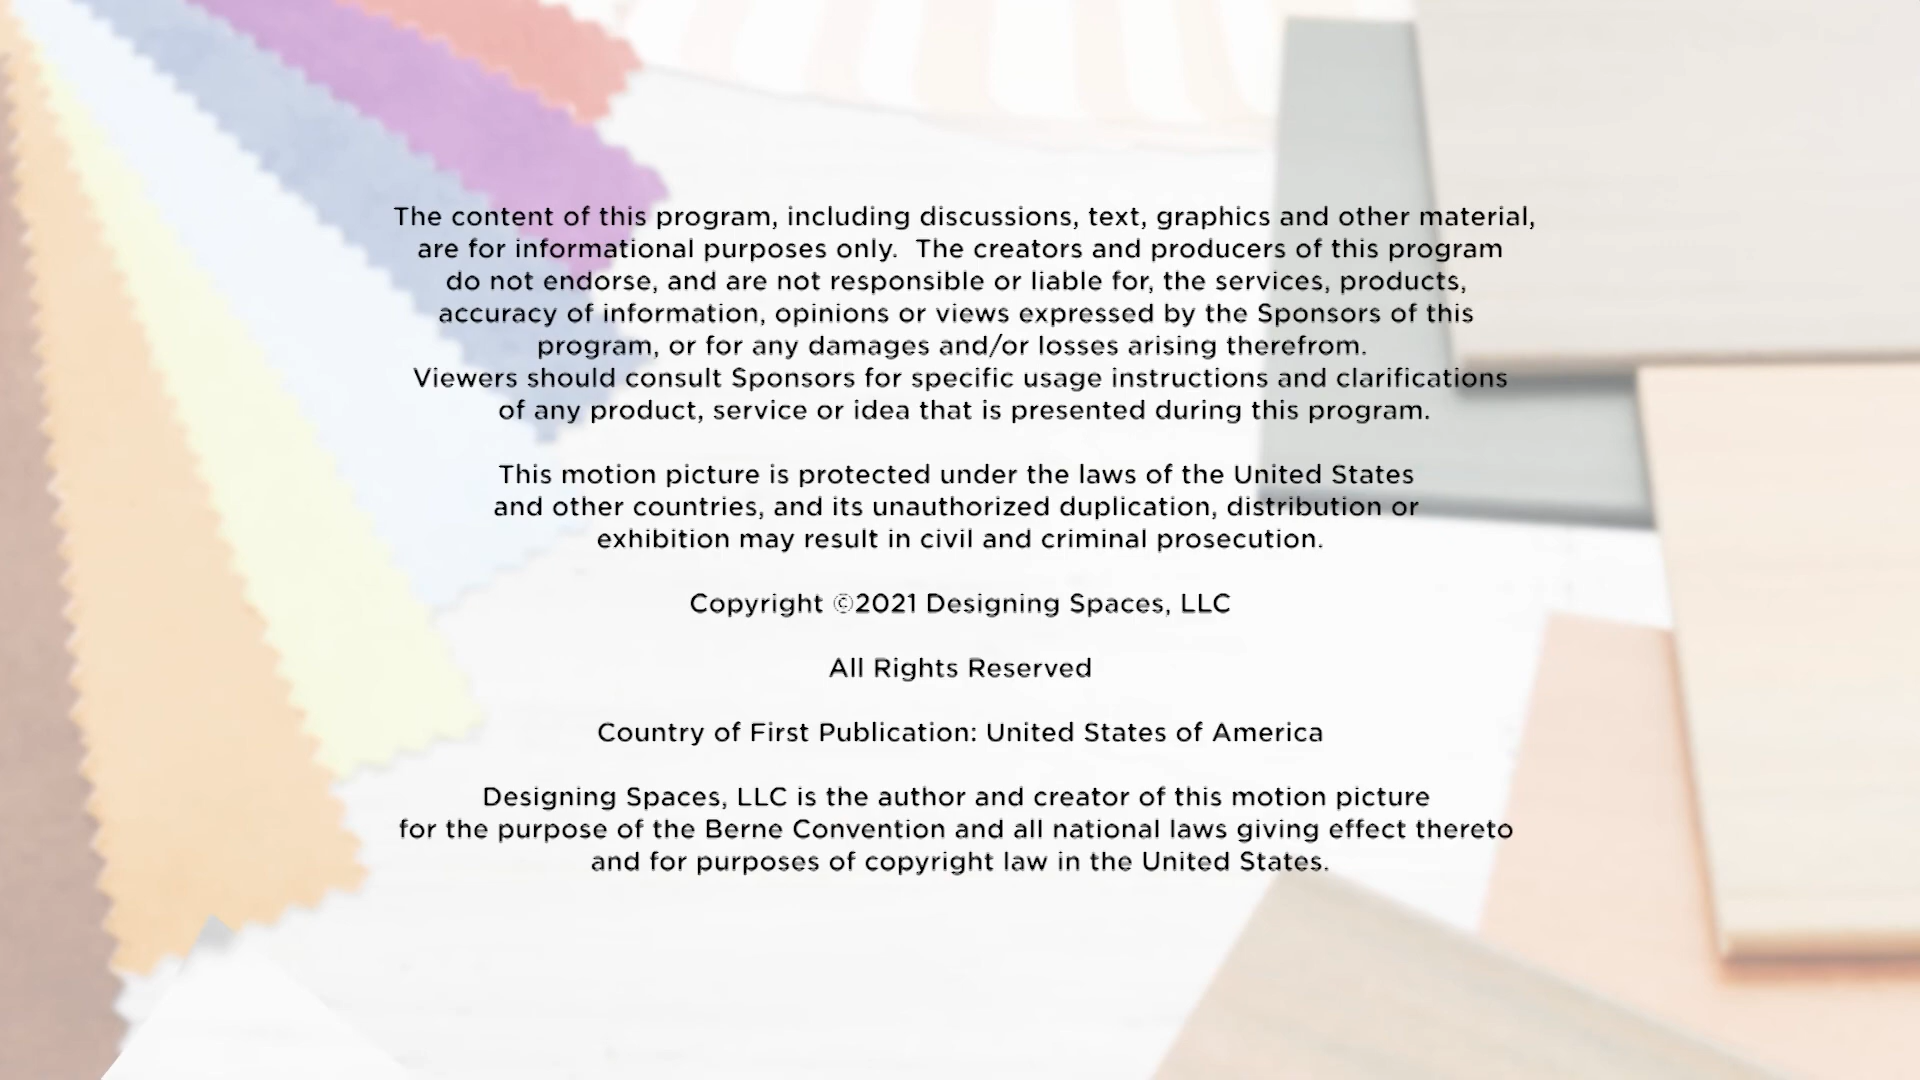 The content of this program, including discussions, text, graphics and other material,
are for informational purposes only.  The creators and producers of this program
do not endorse, and are not responsible or liable for, the services, products,
accuracy of information, opinions or views expressed by the Sponsors of this
program, or for any damages and/or losses arising therefrom.
Viewers should consult Sponsors for specific usage instructions and clarifications
of any product, service or idea that is presented during this program.
This motion picture is protected under the laws of the United States
and other countries, and its unauthorized duplication, distribution or
exhibition may result in civil and criminal prosecution.
Copyright ©2021 Designing Spaces, LLC
All Rights Reserved
Country of First Publication: United States of America
Designing Spaces, LLC is the author and creator of this motion picture
for the purpose of the Berne Convention and all national laws giving effect thereto
and for purposes of copyright law in the United States.